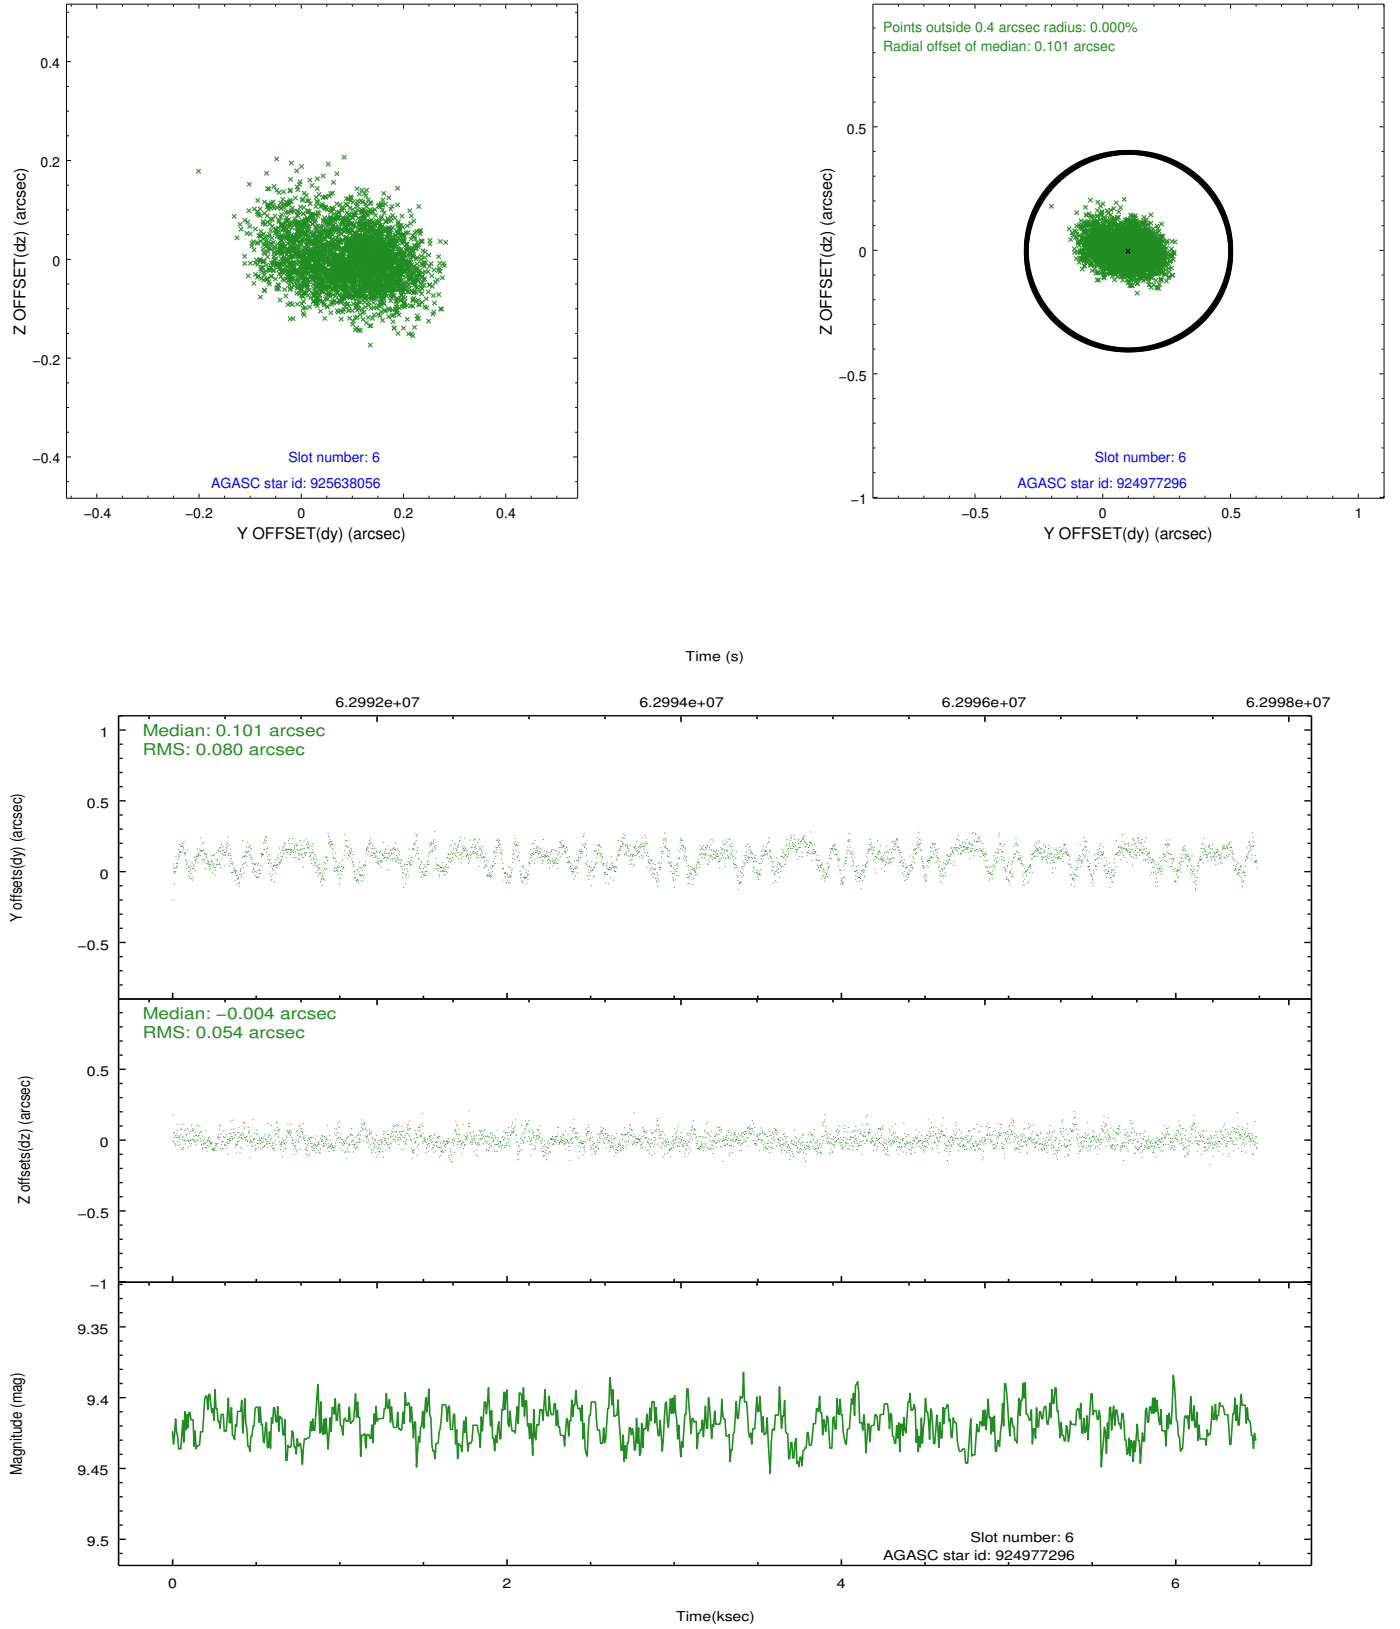 0.4
0.2
0
−0.2
−0.4
Z OFFSET(dz) (arcsec)
Slot number: 6
AGASC star id: 925638056
−0.4 −0.2 0 0.2 0.4
Y OFFSET(dy) (arcsec)
Points outside 0.4 arcsec radius: 0.000%
Radial offset of median: 0.101 arcsec
0.5
0
−0.5
−1
Z OFFSET(dz) (arcsec)
Slot number: 6
AGASC star id: 924977296
−0.5 0 0.5 1
Y OFFSET(dy) (arcsec)
Time (s)
6.2992e+07 6.2994e+07 6.2996e+07 6.2998e+07
Median: 0.101 arcsec
RMS: 0.080 arcsec
1
0.5
0
−0.5
Y offsets(dy) (arcsec)
Median: −0.004 arcsec
RMS: 0.054 arcsec
0.5
0
−0.5
−1
Z offsets(dz) (arcsec)
9.35
9.4
9.45
9.5
Magnitude (mag)
Slot number: 6
AGASC star id: 924977296
0 2 4 6
Time(ksec)